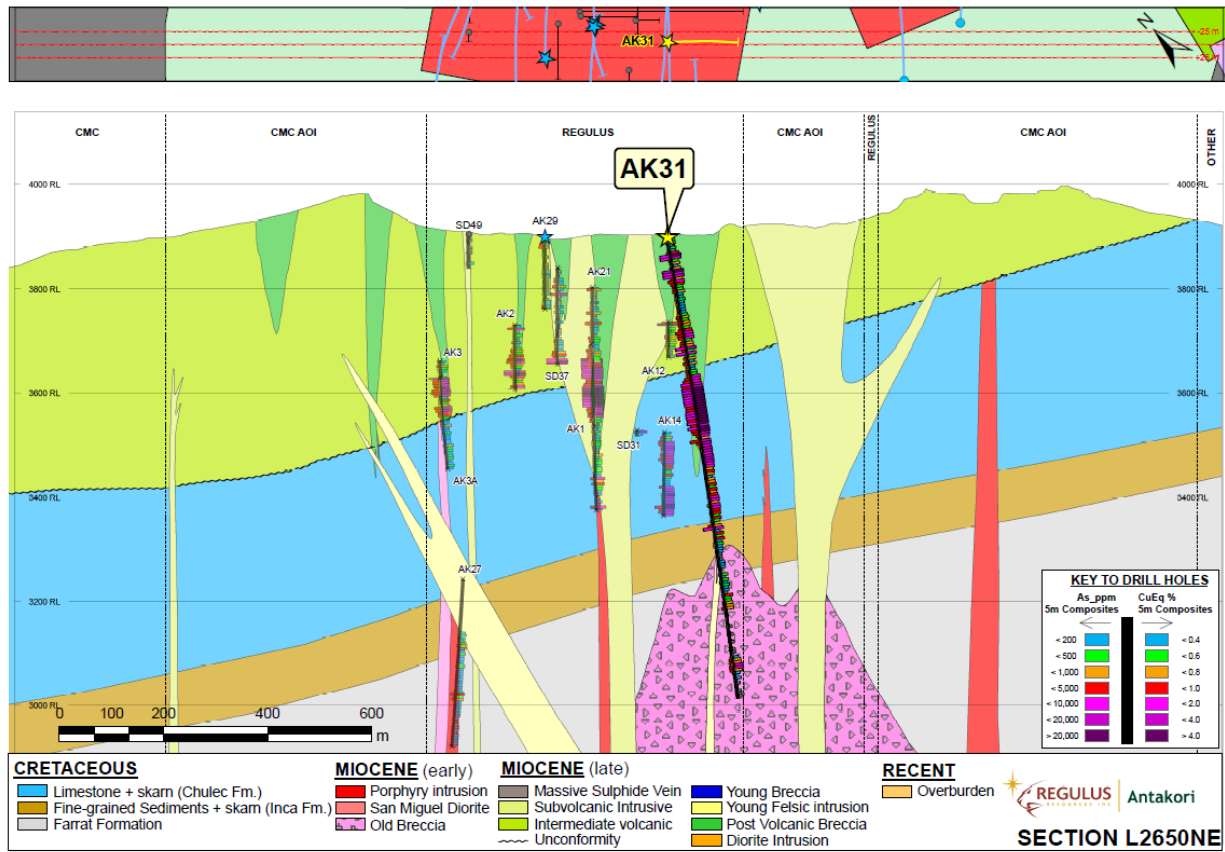 AK31
N
-25 m
-25 m
CMC
CMC AOI
REGULUS
CMC AOI
REGULUS
CMC AOI
OTHER
AK31
4000 RL
4000 RL
SD49
AK29
AK21
3800 RL
3800 RL
AK2
AK3
SD37
AK12
3600 RL
3600 RL
AK1
SD31
AK14
AK3A
3400 RL
3400 RL
AK27
3200 RL
3000 RL
0 100 200 400 600
m
KEY TO DRILL HOLES
As_ppm CuEq %
5m Composites 5m Composites
< 200 < 0.4
< 500 < 0.6
< 1,000 < 0.8
< 5,000 < 1.0
< 10,000 < 2.0
< 20,000 < 4.0
> 20,000 > 4.0
CRETACEOUS
Limestone + skarn (Chulec Fm.)
Fine-grained Sediments + skarn (Inca Fm.)
Farrat Formation
MIOCENE (early)
Porphyry intrusion
San Miguel Diorite
Old Breccia
MIOCENE (late)
Massive Sulphide Vein
Subvolcanic Intrusive
Intermediate volcanic
Unconformity
Young Breccia
Young Felsic intrusion
Post Volcanic Breccia
Diorite Intrusion
RECENT
Overburden
REGULUS
RESOURCES INC
Antakori
SECTION L2650NE